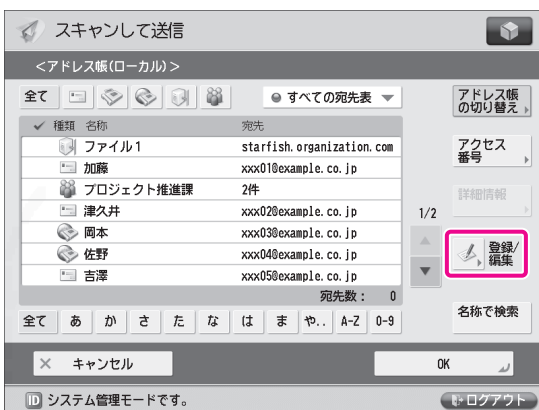 スキャンして送信
＜アドレス帳(ローカル)＞
全て すべての宛先表 アドレス帳の切り替え
種類 名称 宛先
ファイル1 starfish.organization.com
加藤 xxx01@example.co.jp
プロジェクト推進課 2件
津久井 xxx02@example.co.jp
岡本 xxx03@example.co.jp
佐野 xxx04@example.co.jp
吉澤 xxx05@example.co.jp
宛先数： 0
1/2
アクセス
番号
詳細情報
登録/
編集
名称で検索
全て あ か さ た な は ま や.. A-Z 0-9
キャンセル OK
ID システム管理モードです。 ログアウト